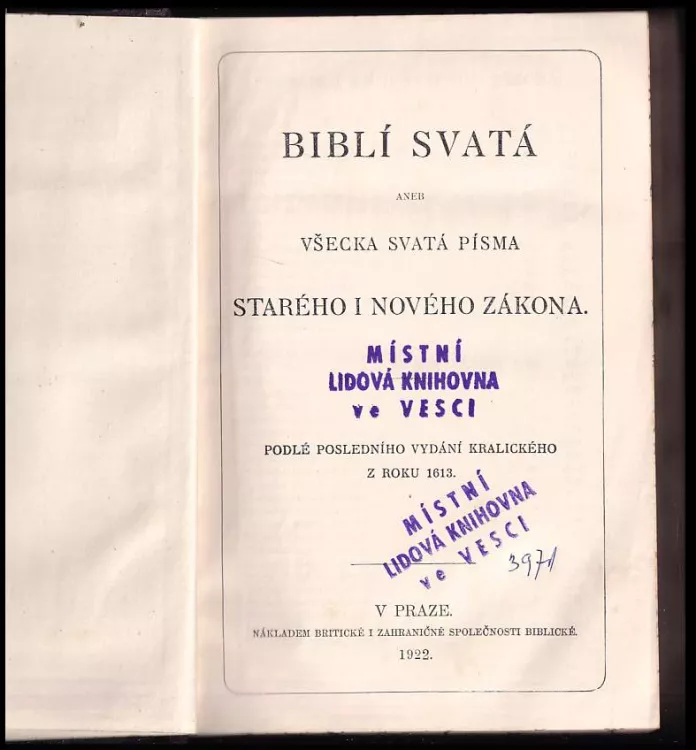 BIBLÍ SVATÁ
ANEB
VŠECKA SVATÁ PÍSMA
STARÉHO I NOVÉHO ZÁKONA.
MÍSTNÍ
LIDOVÁ KNIHOVNA
ve VESCI
PODLÉ POSLEDNÍHO VYDÁNÍ KRALICKÉHO
Z ROKU 1613.
MÍSTNÍ
LIDOVÁ KNIHOVNA
ve VESCI
3971
V PRAZE.
NÁKLADEM BRITICKÉ I ZAHRANIČNÉ SPOLEČNOSTI BIBLICKÉ.
1922.